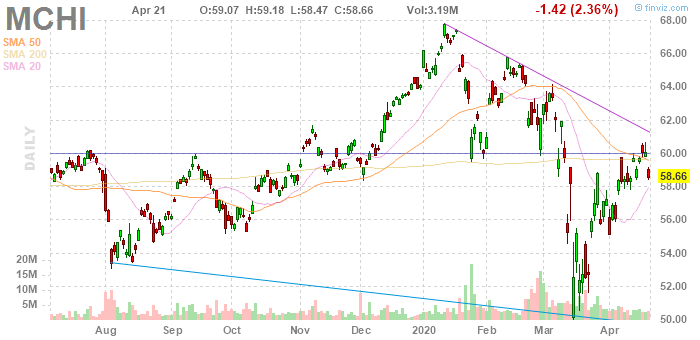 MCHI
Apr 21 O:59.07 H:59.18 L:58.47 C:58.66 Vol:3.19M -1.42 (2.36%)
© finviz.com
SMA 50
SMA 200
SMA 20
DAILY
68.00
66.00
64.00
62.00
60.00
58.66
58.00
56.00
54.00
52.00
50.00
20M
15M
10M
5M
Aug Sep Oct Nov Dec 2020 Feb Mar Apr